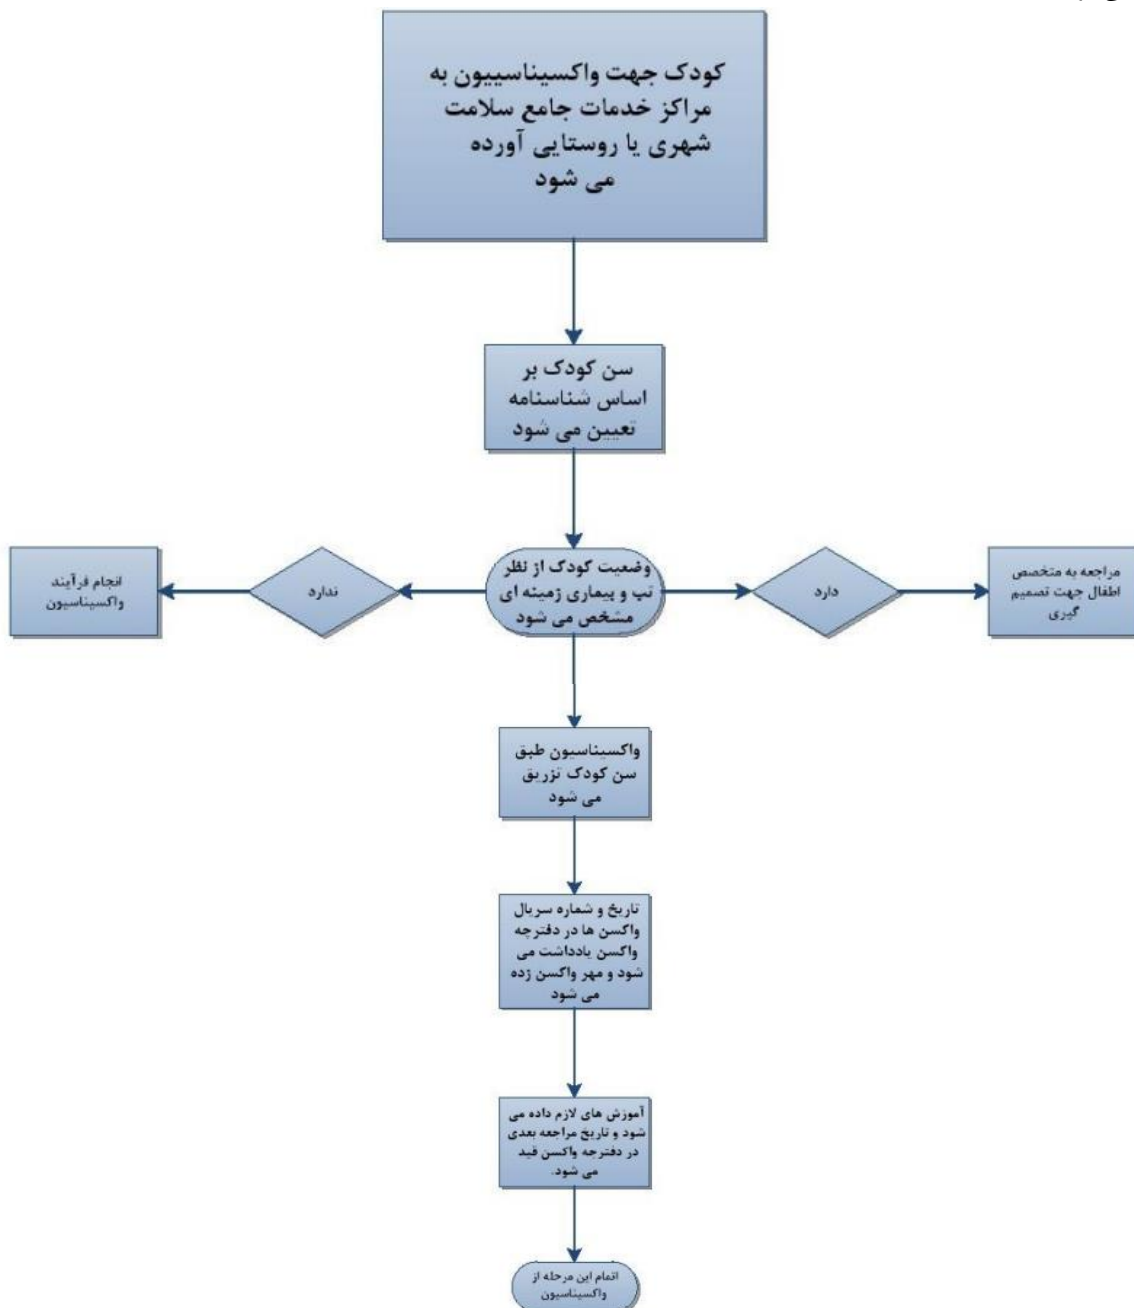 کودک جهت واکسیناسییون به
مراکز خدمات جامع سلامت
شهری یا روستایی آورده
می شود
سن کودک بر
اساس شناسنامه
تعیین می شود
وضعیت کودک از نظر
تب و بیماری زمینه ای
مشخص می شود
دارد
مراجعه به متخصص
اطفال جهت تصمیم
گیری
ندارد
انجام فرآیند
واکسیناسیون
واکسیناسیون طبق
سن کودک تزریق
می شود
تاریخ و شماره سریال
واکسن ها در دفترچه
واکسن یادداشت می
شود و مهر واکسن زده
می شود
آموزش های لازم داده می
شود و تاریخ مراجعه بعدی
در دفترچه واکسن قید
می شود.
اتمام این مرحله از
واکسیناسیون